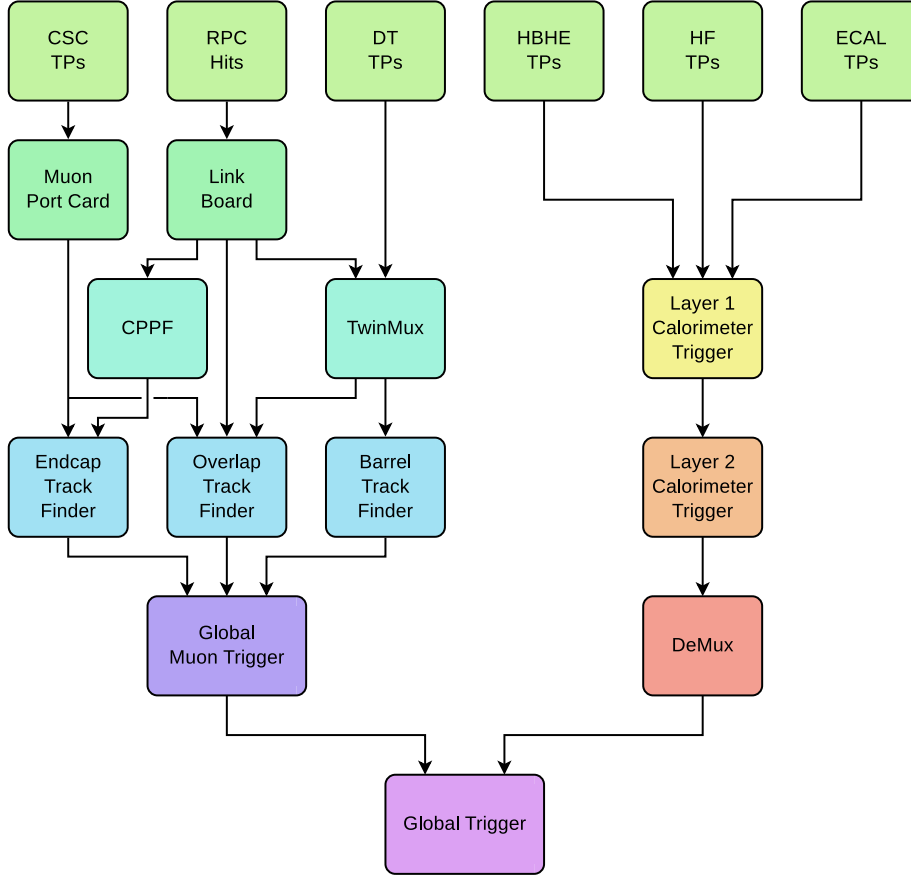 CSC
TPs
RPC
Hits
DT
TPs
HBHE
TPs
HF
TPs
ECAL
TPs
Muon
Port Card
Link
Board
CPPF
TwinMux
Layer 1
Calorimeter
Trigger
Endcap
Track
Finder
Overlap
Track
Finder
Barrel
Track
Finder
Layer 2
Calorimeter
Trigger
Global
Muon Trigger
DeMux
Global Trigger